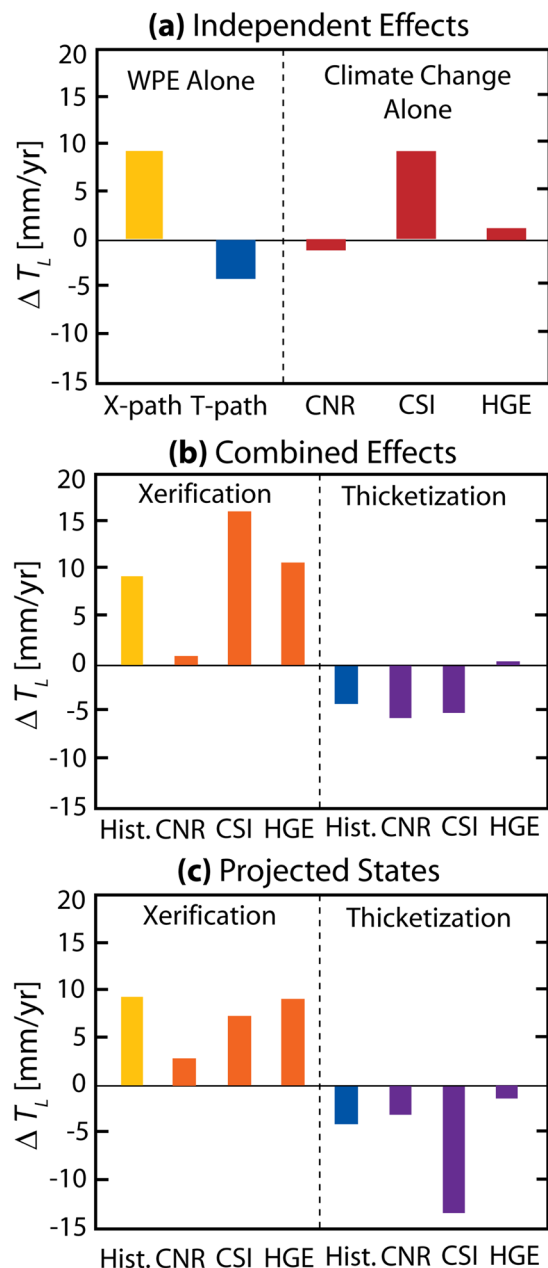 (a) Independent Effects
20
15
10
5
0
-5
-10
-15
Δ T_L [mm/yr]
WPE Alone
Climate Change
Alone
X-path T-path CNR CSI HGE
(b) Combined Effects
20
15
10
5
0
-5
-10
-15
Δ T_L [mm/yr]
Xerification Thicketization
Hist. CNR CSI HGE Hist. CNR CSI HGE
(c) Projected States
20
15
10
5
0
-5
-10
-15
Δ T_L [mm/yr]
Xerification Thicketization
Hist. CNR CSI HGE Hist. CNR CSI HGE